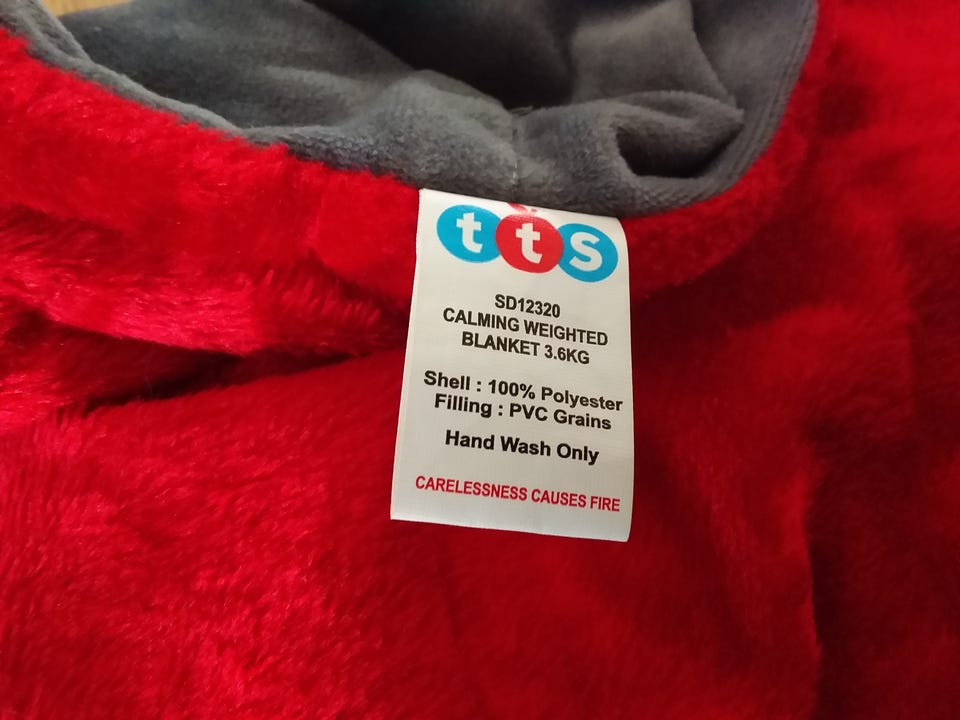 tts
SD12320
CALMING WEIGHTED
BLANKET 3.6KG
Shell : 100% Polyester
Filling : PVC Grains
Hand Wash Only
CARELESSNESS CAUSES FIRE